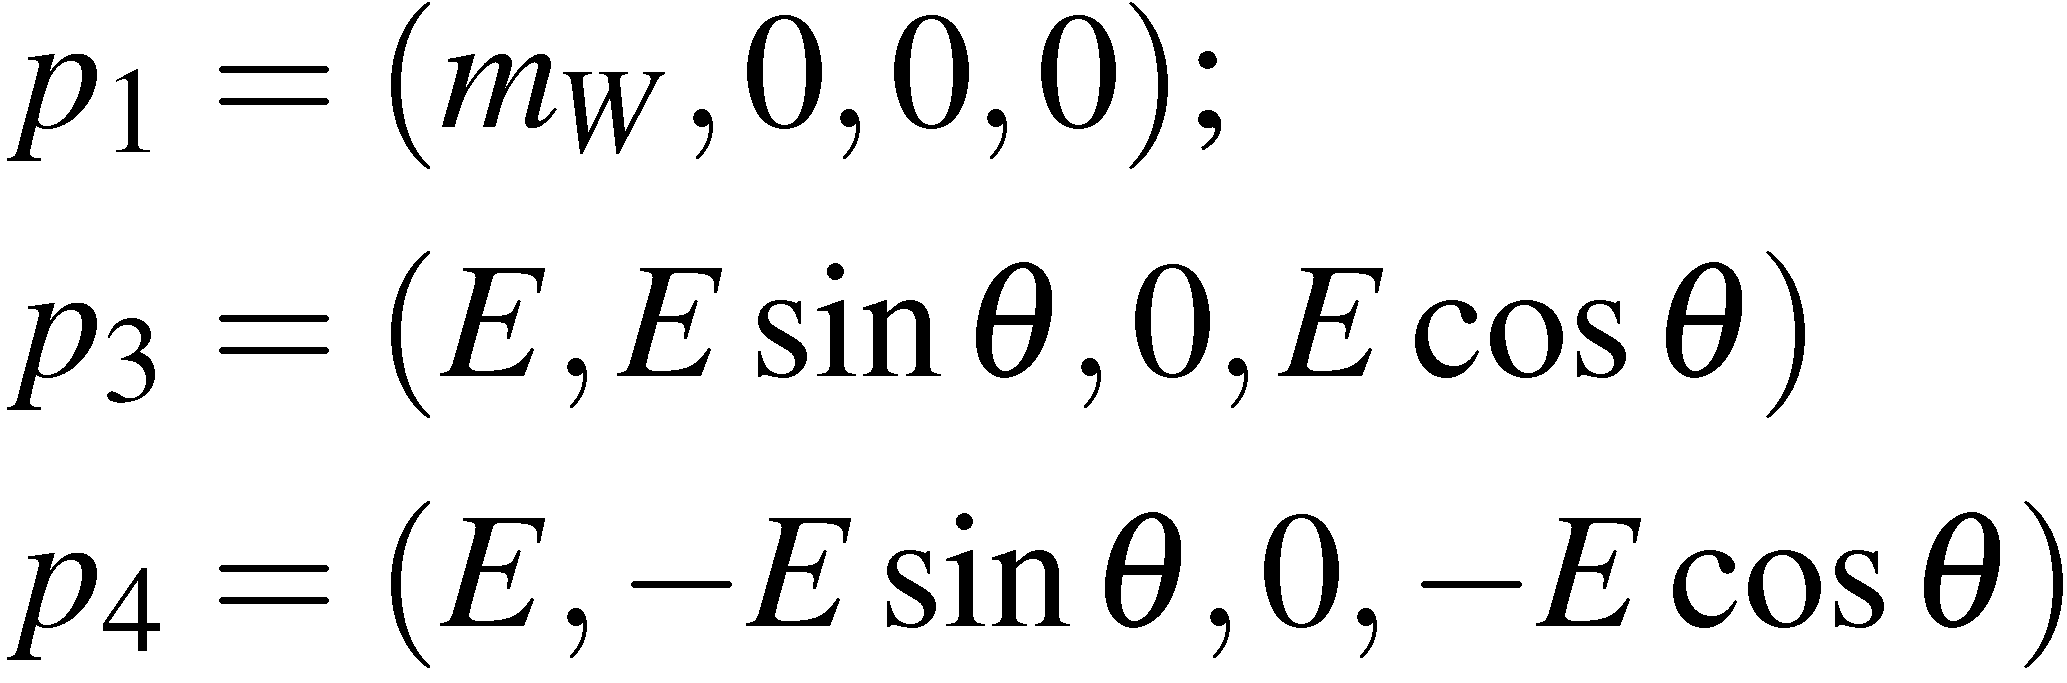 p₁ = (m_W, 0, 0, 0);
p₃ = (E, E sin θ, 0, E cos θ)
p₄ = (E, −E sin θ, 0, −E cos θ)